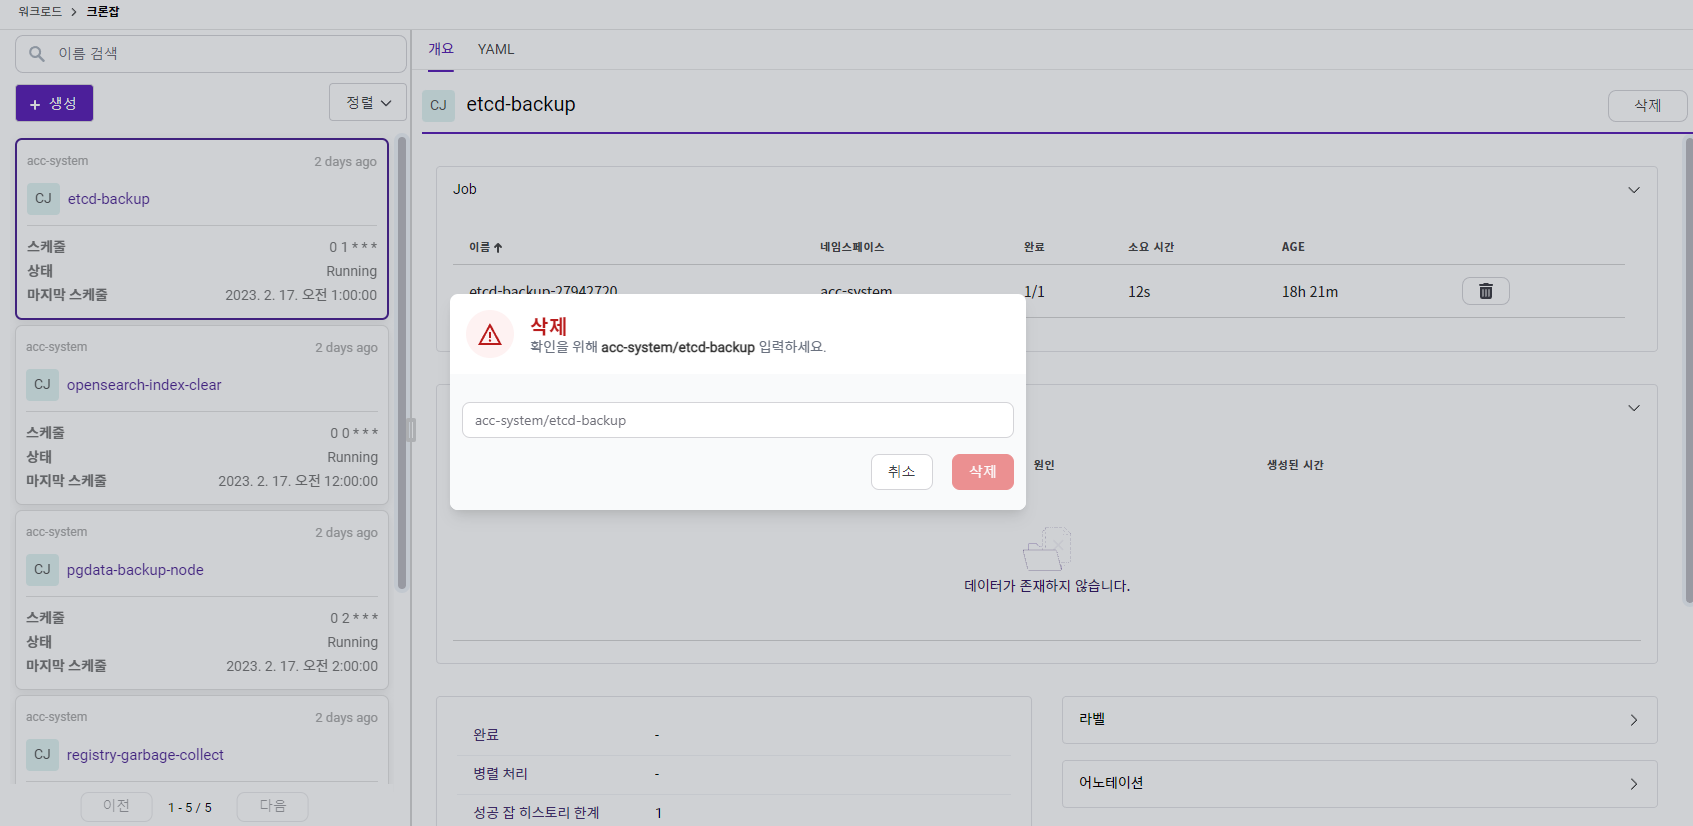 워크로드 > 크론잡
이름 검색
+ 생성
정렬
acc-system 2 days ago
CJ etcd-backup
스케줄 0 1 * * *
상태 Running
마지막 스케줄 2023. 2. 17. 오전 1:00:00
acc-system 2 days ago
CJ opensearch-index-clear
스케줄 0 0 * * *
상태 Running
마지막 스케줄 2023. 2. 17. 오전 12:00:00
acc-system 2 days ago
CJ pgdata-backup-node
스케줄 0 2 * * *
상태 Running
마지막 스케줄 2023. 2. 17. 오전 2:00:00
acc-system 2 days ago
CJ registry-garbage-collect
이전 1 - 5 / 5 다음
개요 YAML
CJ etcd-backup 삭제
Job
이름 네임스페이스 완료 소요 시간 AGE
etcd-backup-27942720 acc-system 1/1 12s 18h 21m
삭제
확인을 위해 acc-system/etcd-backup 입력하세요.
acc-system/etcd-backup
취소 삭제
원인 생성된 시간
데이터가 존재하지 않습니다.
완료 -
병렬 처리 -
성공 잡 히스토리 한계 1
라벨
어노테이션